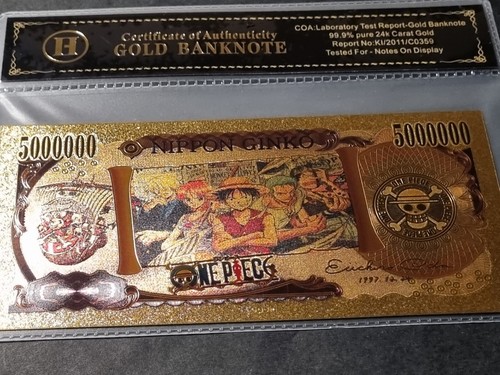 H
Certificate of Authenticity
GOLD BANKNOTE
COA:Laboratory Test Report-Gold Banknote
99.9% pure 24k Carat Gold
Report No:KI/2011/C0359
Tested For - Notes On Display
5000000
NIPPON GINKO
5000000
ONE PIECE